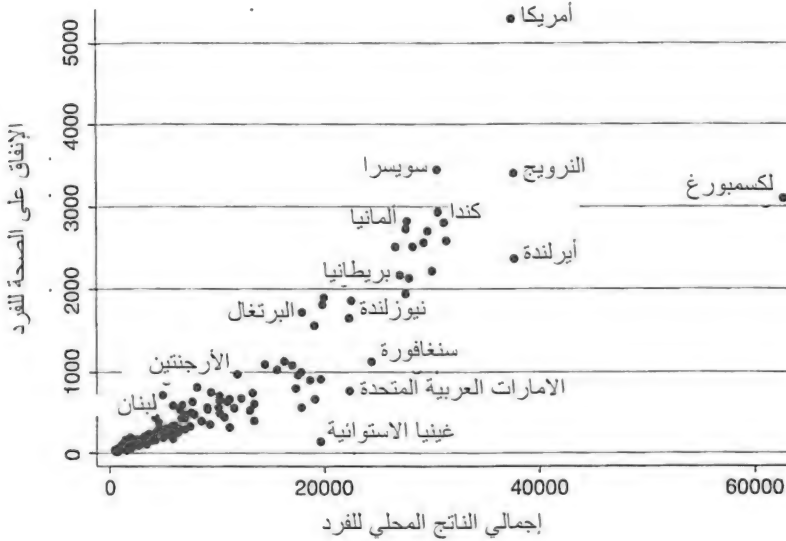 أمريكا
5000
4000
الإنفاق على الصحة للفرد
سويسرا
النرويج
لكسمبورغ
3000
كندا
ألمانيا
أيرلندة
بريطانيا
2000
نيوزلندة
البرتغال
سنغافورة
الأرجنتين
1000
الامارات العربية المتحدة
لبنان
غينيا الاستوائية
0
0
20000
40000
60000
إجمالي الناتج المحلي للفرد